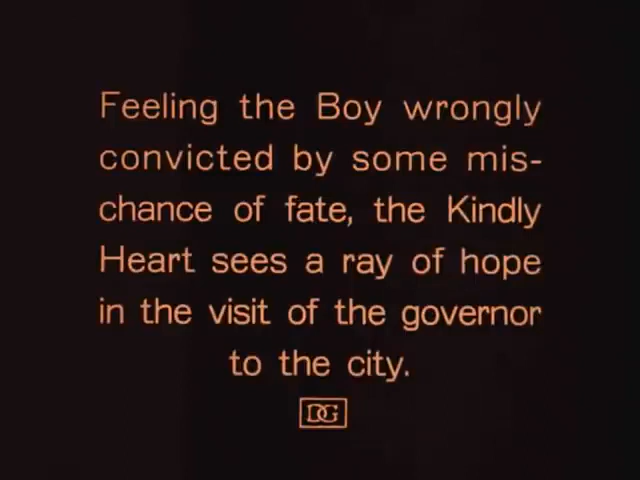 Feeling the Boy wrongly
convicted by some mis-
chance of fate, the Kindly
Heart sees a ray of hope
in the visit of the governor
to the city.
DG